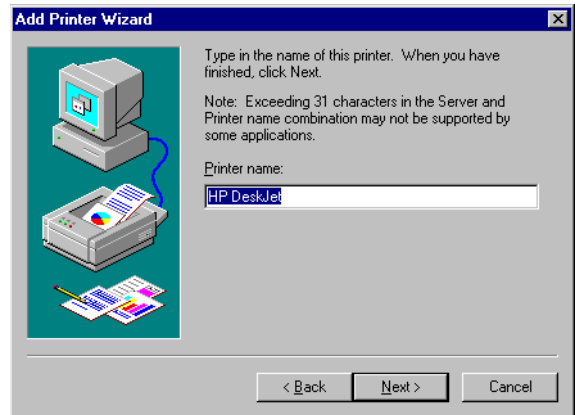 Add Printer Wizard
Type in the name of this printer. When you have
finished, click Next.
Note: Exceeding 31 characters in the Server and
Printer name combination may not be supported by
some applications.
Printer name:
HP DeskJet
< Back
Next >
Cancel